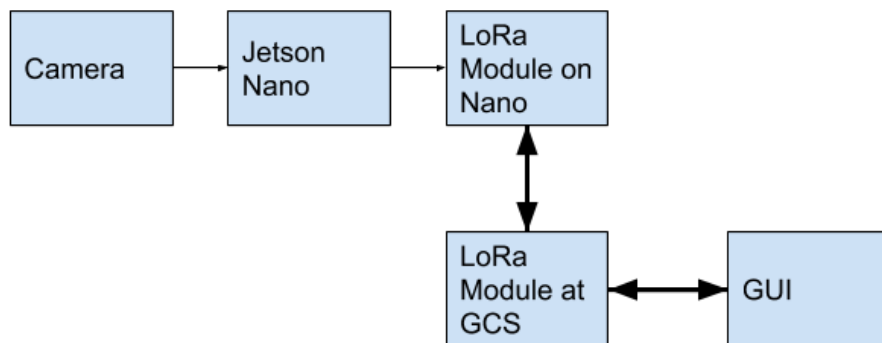 Camera
Jetson
Nano
LoRa
Module on
Nano
LoRa
Module at
GCS
GUI